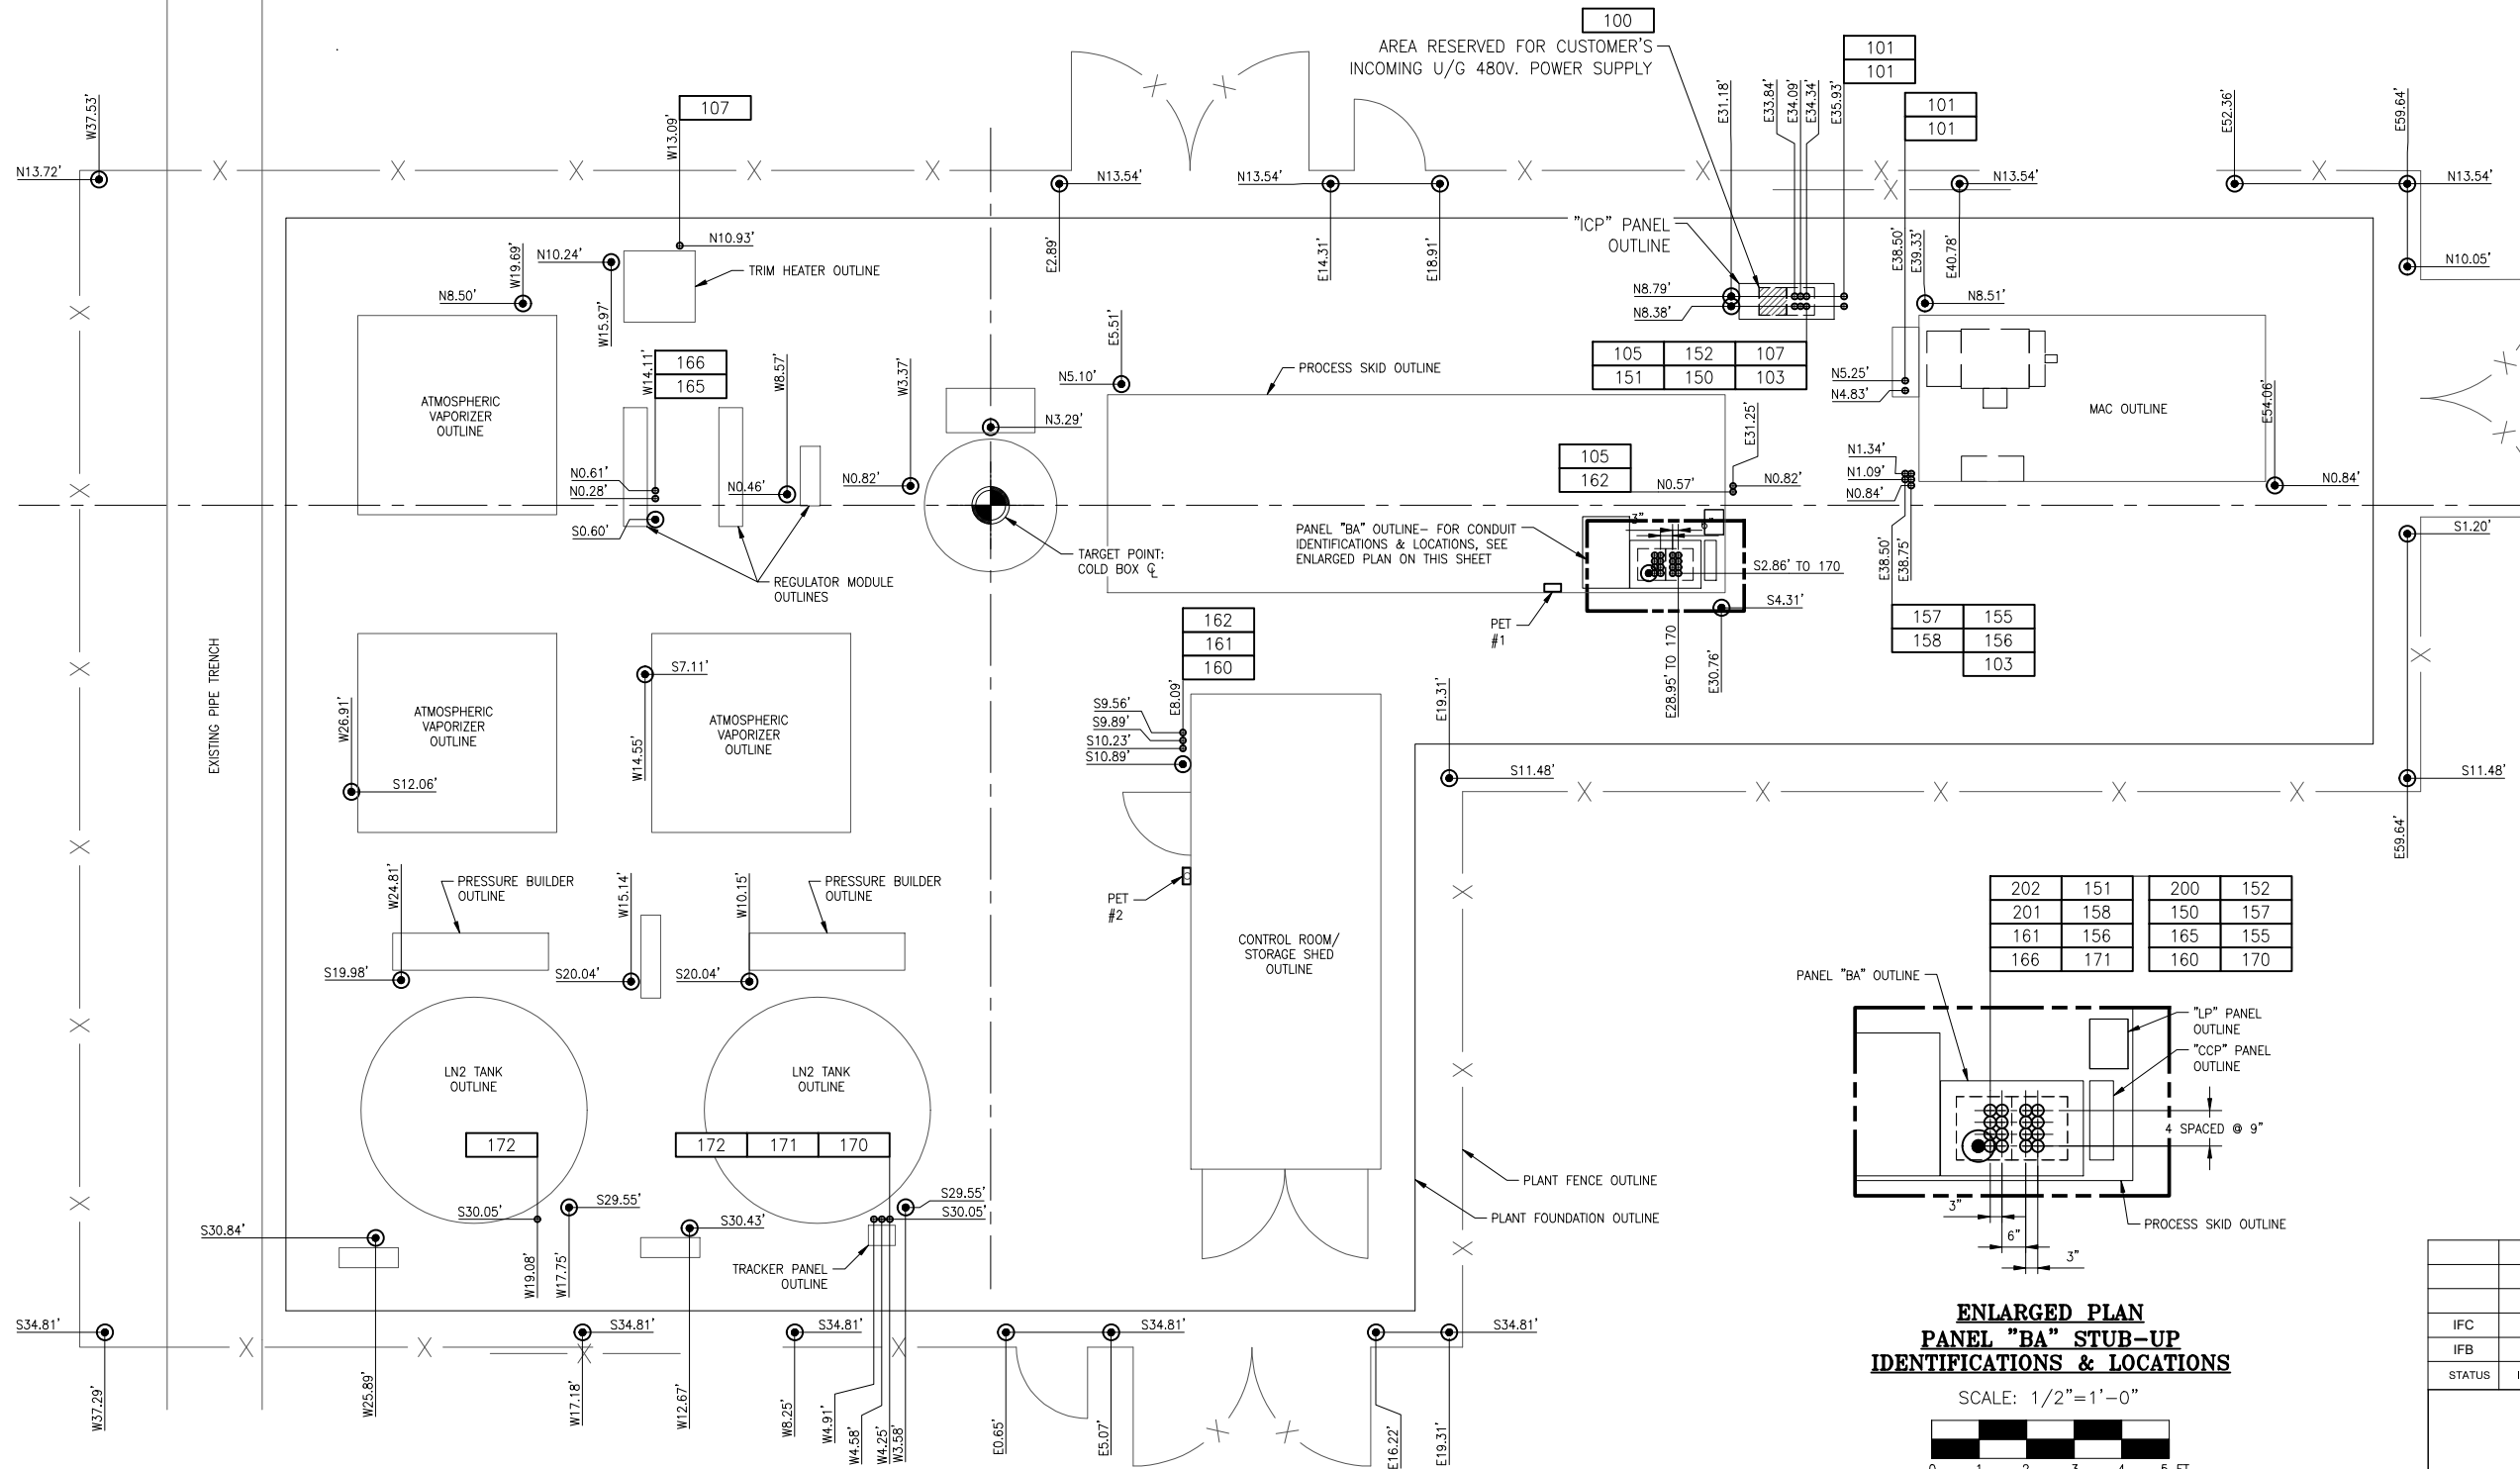 100
AREA RESERVED FOR CUSTOMER'S
INCOMING U/G 480V. POWER SUPPLY
101
101
101
101
107
W37.53'
W13.09'
E31.18'
E33.84'
E34.09'
E34.34'
E35.93'
E52.36'
E59.64'
N13.72'
N13.54'
N13.54'
N13.54'
N13.54'
E2.89'
E14.31'
E18.91'
E38.50'
E39.33'
E40.78'
"ICP" PANEL
OUTLINE
N10.93'
N10.24'
W19.69'
W15.97'
TRIM HEATER OUTLINE
N10.05'
N8.50'
N8.79'
N8.38'
N8.51'
E5.51'
N5.10'
PROCESS SKID OUTLINE
105 152 107
151 150 103
W14.11'
166
165
W8.57'
W3.37'
N3.29'
N5.25'
N4.83'
MAC OUTLINE
E54.06'
ATMOSPHERIC
VAPORIZER
OUTLINE
N0.61'
N0.28'
S0.60'
N0.46'
N0.82'
105
162
E31.25'
N0.57'
N0.82'
N1.34'
N1.09'
N0.84'
N0.84'
3"
6"
PANEL "BA" OUTLINE- FOR CONDUIT
IDENTIFICATIONS & LOCATIONS, SEE
ENLARGED PLAN ON THIS SHEET
S1.20'
TARGET POINT:
COLD BOX ℄
REGULATOR MODULE
OUTLINES
S2.86' TO 170
S4.31'
E38.50'
E38.75'
PET
#1
E28.95' TO 170
E30.76'
157 155
158 156
103
162
161
160
EXISTING PIPE TRENCH
E8.09'
E19.31'
S7.11'
W14.55'
W26.91'
S12.06'
ATMOSPHERIC
VAPORIZER
OUTLINE
ATMOSPHERIC
VAPORIZER
OUTLINE
S9.56'
S9.89'
S10.23'
S10.89'
S11.48'
S11.48'
E59.64'
W24.81'
PRESSURE BUILDER
OUTLINE
W15.14'
W10.15'
PRESSURE BUILDER
OUTLINE
PET
#2
S19.98'
S20.04'
S20.04'
CONTROL ROOM/
STORAGE SHED
OUTLINE
202 151 200 152
201 158 150 157
161 156 165 155
166 171 160 170
PANEL "BA" OUTLINE
"LP" PANEL
OUTLINE
"CCP" PANEL
OUTLINE
4 SPACED @ 9"
LN2 TANK
OUTLINE
LN2 TANK
OUTLINE
172
172 171 170
S30.05'
S29.55'
S29.55'
S30.05'
S30.84'
S30.43'
W19.08'
W17.75'
TRACKER PANEL
OUTLINE
PLANT FENCE OUTLINE
PLANT FOUNDATION OUTLINE
PROCESS SKID OUTLINE
3"
6"
3"
S34.81'
S34.81'
S34.81'
S34.81'
S34.81'
W37.29'
W25.89'
W17.18'
W12.67'
W8.25'
W4.91'
W4.58'
W4.25'
W3.58'
E0.65'
E5.07'
E16.22'
E19.31'
ENLARGED PLAN
PANEL "BA" STUB-UP
IDENTIFICATIONS & LOCATIONS
SCALE: 1/2"=1'-0"
0 1 2 3 4 5 FT
IFC
IFB
STATUS